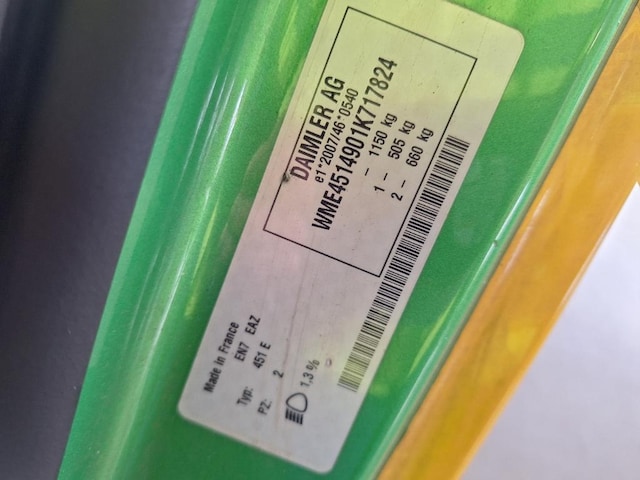 DAIMLER AG
e1*2007/46*0540
WME4514901K717824
– 1150 kg
1 – 505 kg
2 – 660 kg
Made in France
EN7 EAZ
Typ: 451 E
P2: 2
1.3 %